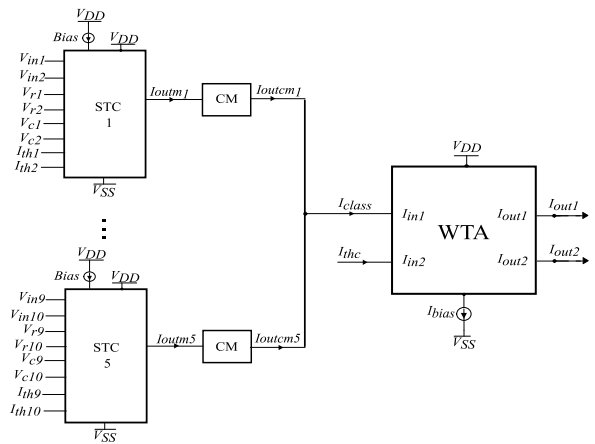 VDD
Bias
VDD
Vin1
Vin2
Vr1
Vr2
Vc1
Vc2
Ith1
Ith2
STC
1
VSS
Ioutm1
CM
Ioutcm1
VDD
Bias
VDD
Vin9
Vin10
Vr9
Vr10
Vc9
Vc10
Ith9
Ith10
STC
5
VSS
Ioutm5
CM
Ioutcm5
Iclass
Ithc
VDD
Iin1
Iin2
WTA
Iout1
Iout2
Iout1
Iout2
Ibias
VSS